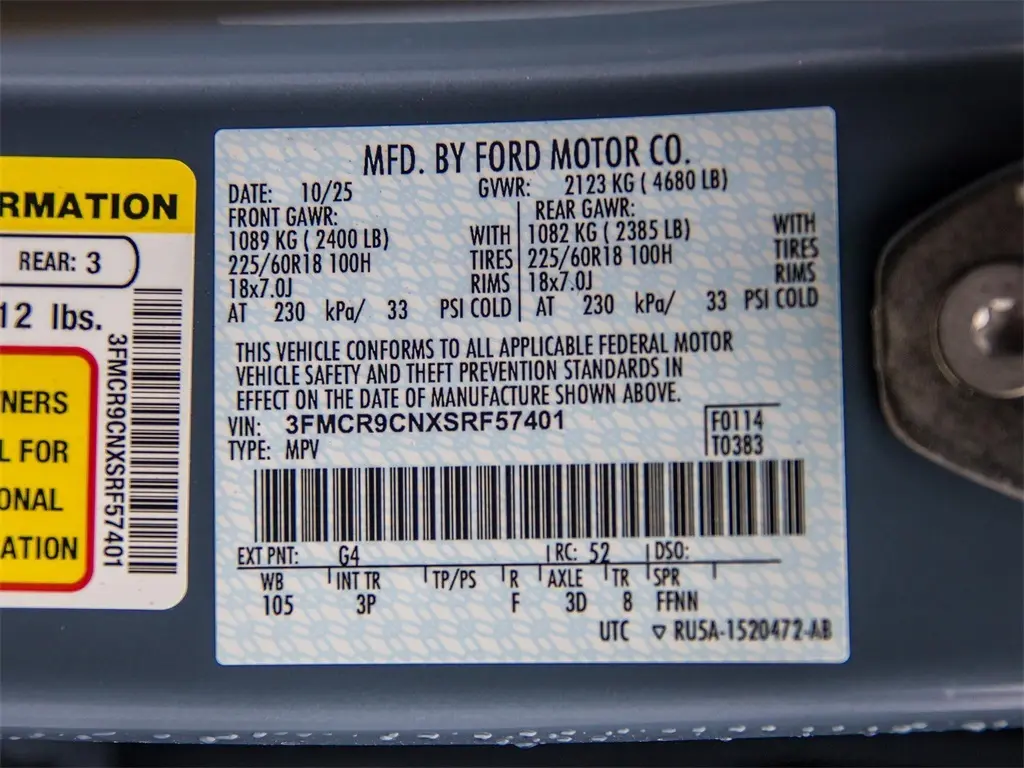 RMATION
REAR: 3
12 lbs.
NERS
L FOR
ONAL
ATION
3FMCR9CNXSRF57401
MFD. BY FORD MOTOR CO.
DATE: 10/25 GVWR: 2123 KG ( 4680 LB)
FRONT GAWR: REAR GAWR:
1089 KG ( 2400 LB) WITH 1082 KG ( 2385 LB) WITH
225/60R18 100H TIRES 225/60R18 100H TIRES
18x7.0J RIMS 18x7.0J RIMS
AT 230 kPa/ 33 PSI COLD AT 230 kPa/ 33 PSI COLD
THIS VEHICLE CONFORMS TO ALL APPLICABLE FEDERAL MOTOR
VEHICLE SAFETY AND THEFT PREVENTION STANDARDS IN
EFFECT ON THE DATE OF MANUFACTURE SHOWN ABOVE.
VIN: 3FMCR9CNXSRF57401 F0114
TYPE: MPV T0383
EXT PNT: G4 RC: 52 DSO:
WB INT TR TP/PS R AXLE TR SPR
105 3P F 3D 8 FFNN
UTC ▽ RU5A-1520472-AB